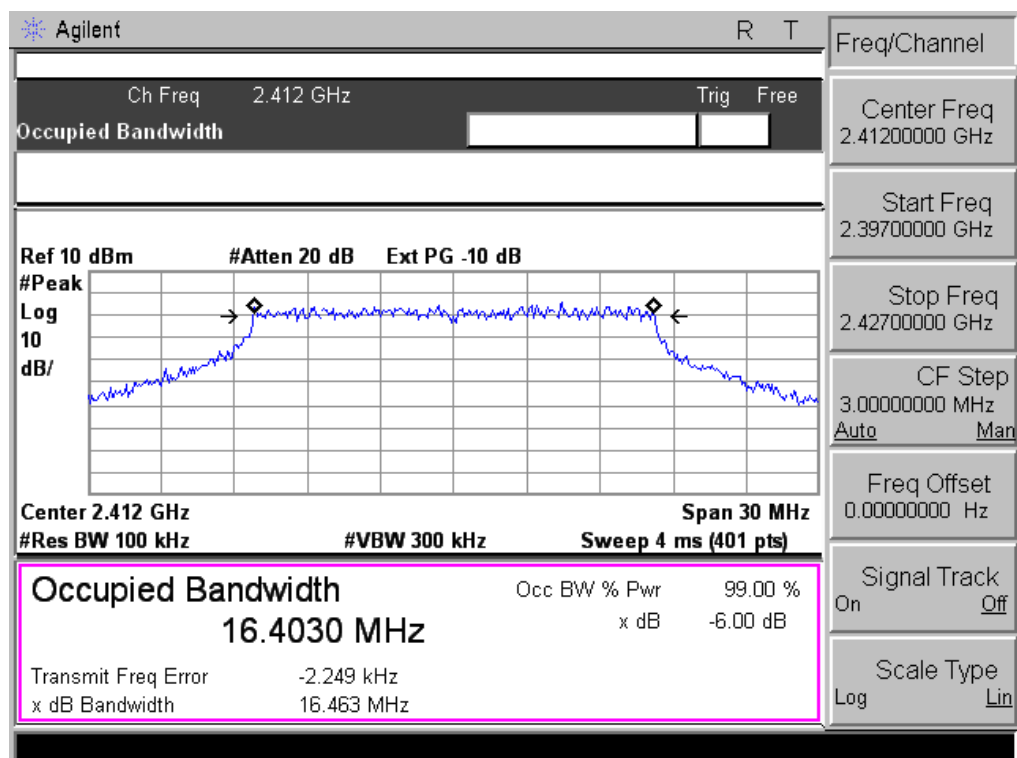 Agilent R T
Ch Freq 2.412 GHz Trig Free
Occupied Bandwidth
Ref 10 dBm #Atten 20 dB Ext PG -10 dB
#Peak
Log
10
dB/
Center 2.412 GHz Span 30 MHz
#Res BW 100 kHz #VBW 300 kHz Sweep 4 ms (401 pts)
Occupied Bandwidth Occ BW % Pwr 99.00 %
16.4030 MHz x dB -6.00 dB
Transmit Freq Error -2.249 kHz
x dB Bandwidth 16.463 MHz
Freq/Channel
Center Freq
2.41200000 GHz
Start Freq
2.39700000 GHz
Stop Freq
2.42700000 GHz
CF Step
3.00000000 MHz
Auto Man
Freq Offset
0.00000000 Hz
Signal Track
On Off
Scale Type
Log Lin